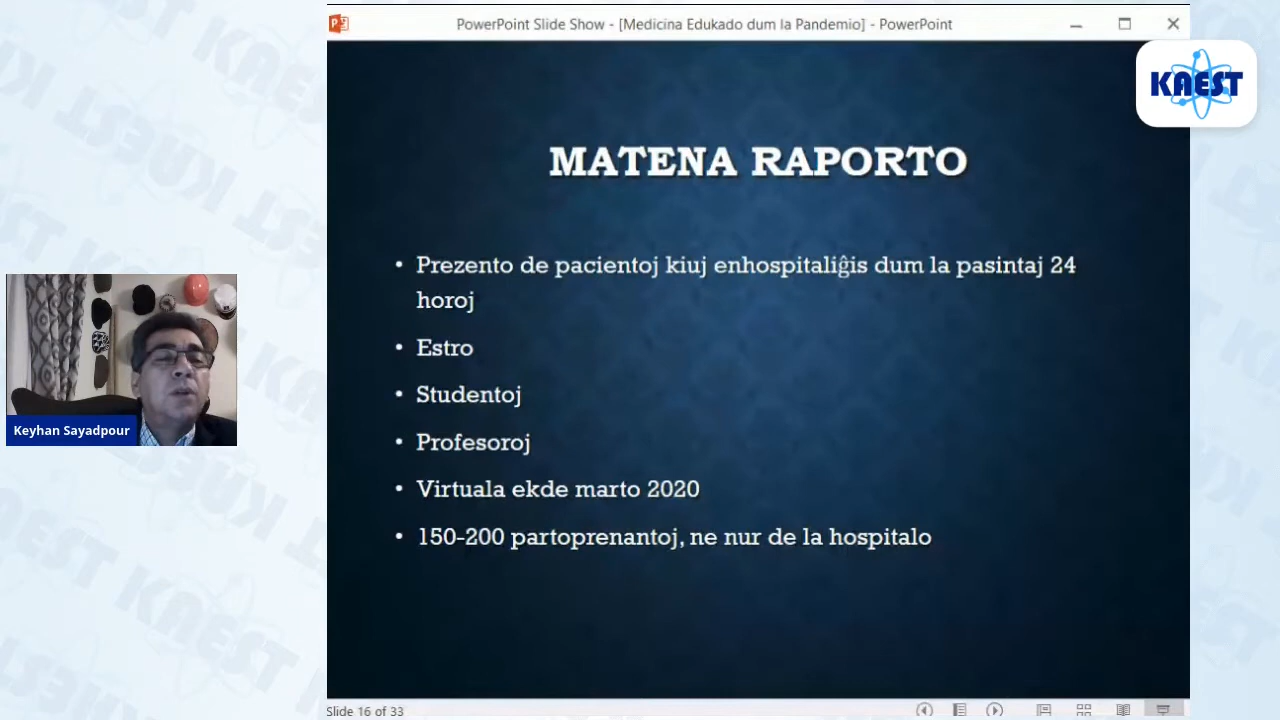 PowerPoint Slide Show - [Medicina Edukado dum la Pandemio] - PowerPoint
KAEST
MATENA RAPORTO
• Prezento de pacientoj kiuj enhospitaliĝis dum la pasintaj 24
horoj
• Estro
• Studentoj
• Profesoroj
• Virtuala ekde marto 2020
• 150-200 partoprenantoj, ne nur de la hospitalo
Keyhan Sayadpour
Slide 16 of 33